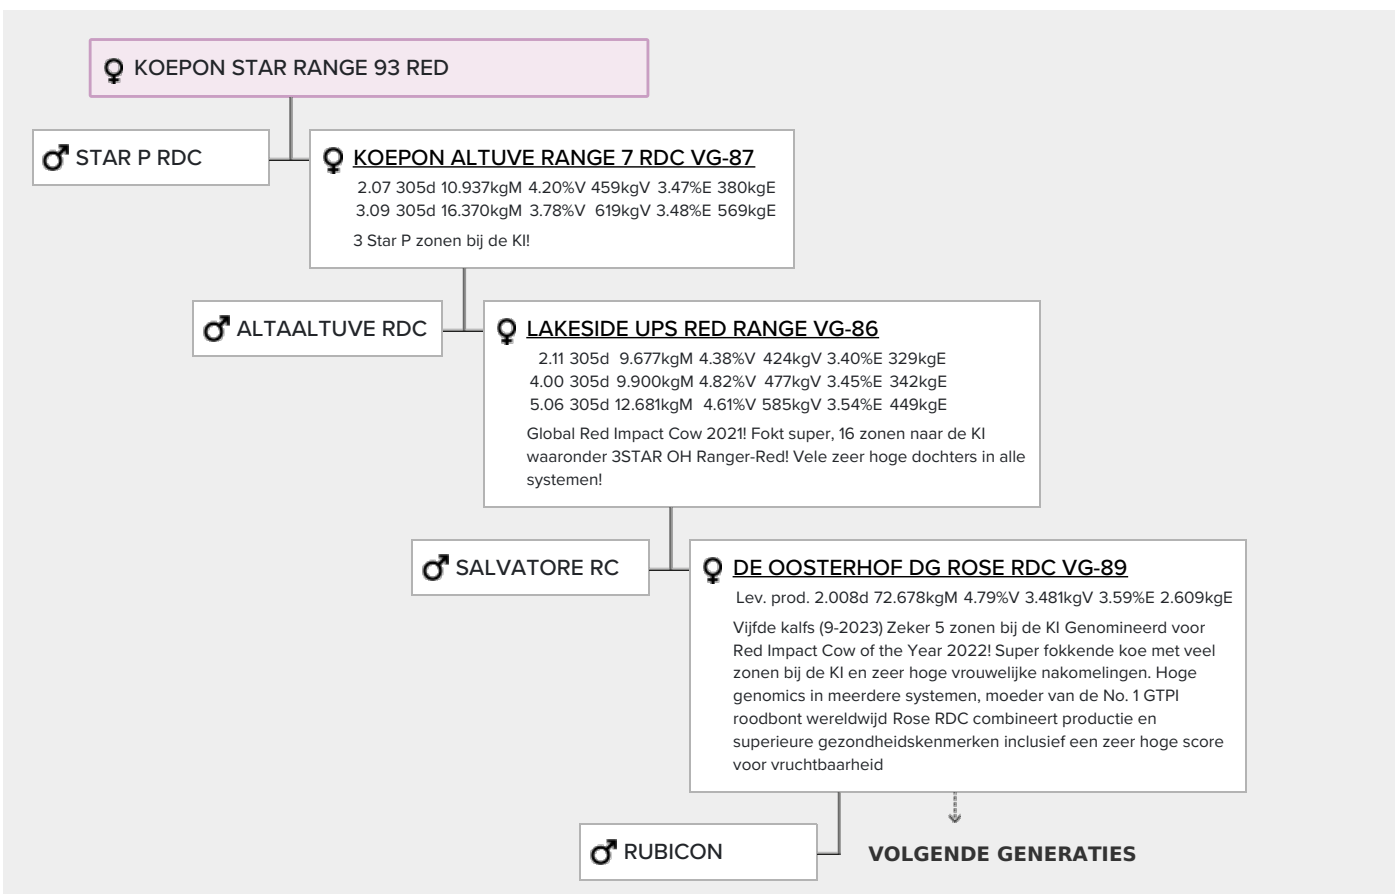 KOEPON STAR RANGE 93 RED
STAR P RDC
KOEPON ALTUVE RANGE 7 RDC VG-87
2.07 305d 10.937kgM 4.20%V 459kgV 3.47%E 380kgE
3.09 305d 16.370kgM 3.78%V 619kgV 3.48%E 569kgE
3 Star P zonen bij de KI!
ALTAALTUVE RDC
LAKESIDE UPS RED RANGE VG-86
2.11 305d 9.677kgM 4.38%V 424kgV 3.40%E 329kgE
4.00 305d 9.900kgM 4.82%V 477kgV 3.45%E 342kgE
5.06 305d 12.681kgM 4.61%V 585kgV 3.54%E 449kgE
Global Red Impact Cow 2021! Fokt super, 16 zonen naar de KI
waaronder 3STAR OH Ranger-Red! Vele zeer hoge dochters in alle
systemen!
SALVATORE RC
DE OOSTERHOF DG ROSE RDC VG-89
Lev. prod. 2.008d 72.678kgM 4.79%V 3.481kgV 3.59%E 2.609kgE
Vijfde kalfs (9-2023) Zeker 5 zonen bij de KI Genomineerd voor
Red Impact Cow of the Year 2022! Super fokkende koe met veel
zonen bij de KI en zeer hoge vrouwelijke nakomelingen. Hoge
genomics in meerdere systemen, moeder van de No. 1 GTPI
roodbont wereldwijd Rose RDC combineert productie en
superieure gezondheidskenmerken inclusief een zeer hoge score
voor vruchtbaarheid
RUBICON
VOLGENDE GENERATIES